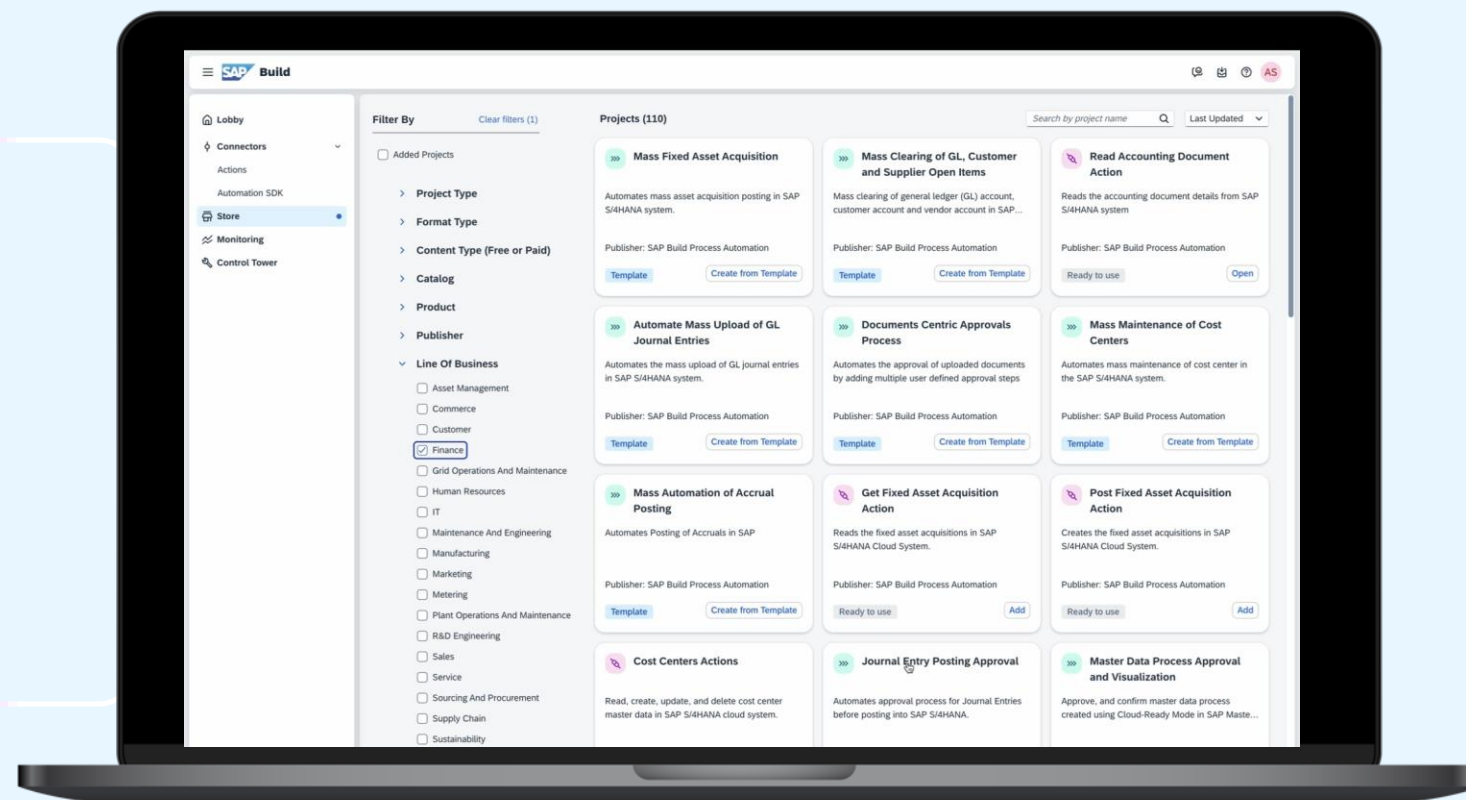 SAP Build
AS
Lobby
Connectors
Actions
Automation SDK
Store
Monitoring
Control Tower
Filter By
Clear filters (1)
Added Projects
Project Type
Format Type
Content Type (Free or Paid)
Catalog
Product
Publisher
Line Of Business
Asset Management
Commerce
Customer
Finance
Grid Operations And Maintenance
Human Resources
IT
Maintenance And Engineering
Manufacturing
Marketing
Metering
Plant Operations And Maintenance
R&D Engineering
Sales
Service
Sourcing And Procurement
Supply Chain
Sustainability
Projects (110)
Search by project name
Last Updated
Mass Fixed Asset Acquisition
Automates mass asset acquisition posting in SAP
S/4HANA system.
Publisher: SAP Build Process Automation
Template
Create from Template
Mass Clearing of GL, Customer
and Supplier Open Items
Mass clearing of general ledger (GL) account,
customer account and vendor account in SAP...
Publisher: SAP Build Process Automation
Template
Create from Template
Read Accounting Document
Action
Reads the accounting document details from SAP
S/4HANA system
Publisher: SAP Build Process Automation
Ready to use
Open
Automate Mass Upload of GL
Journal Entries
Automates the mass upload of GL journal entries
in SAP S/4HANA system.
Publisher: SAP Build Process Automation
Template
Create from Template
Documents Centric Approvals
Process
Automates the approval of uploaded documents
by adding multiple user defined approval steps
Publisher: SAP Build Process Automation
Template
Create from Template
Mass Maintenance of Cost
Centers
Automates mass maintenance of cost center in
the SAP S/4HANA system.
Publisher: SAP Build Process Automation
Template
Create from Template
Mass Automation of Accrual
Posting
Automates Posting of Accruals in SAP
Publisher: SAP Build Process Automation
Template
Create from Template
Get Fixed Asset Acquisition
Action
Reads the fixed asset acquisitions in SAP
S/4HANA Cloud System.
Publisher: SAP Build Process Automation
Ready to use
Add
Post Fixed Asset Acquisition
Action
Creates the fixed asset acquisitions in SAP
S/4HANA Cloud System.
Publisher: SAP Build Process Automation
Ready to use
Add
Cost Centers Actions
Read, create, update, and delete cost center
master data in SAP S/4HANA cloud system.
Journal Entry Posting Approval
Automates approval process for Journal Entries
before posting into SAP S/4HANA.
Master Data Process Approval
and Visualization
Approve, and confirm master data process
created using Cloud-Ready Mode in SAP Maste...